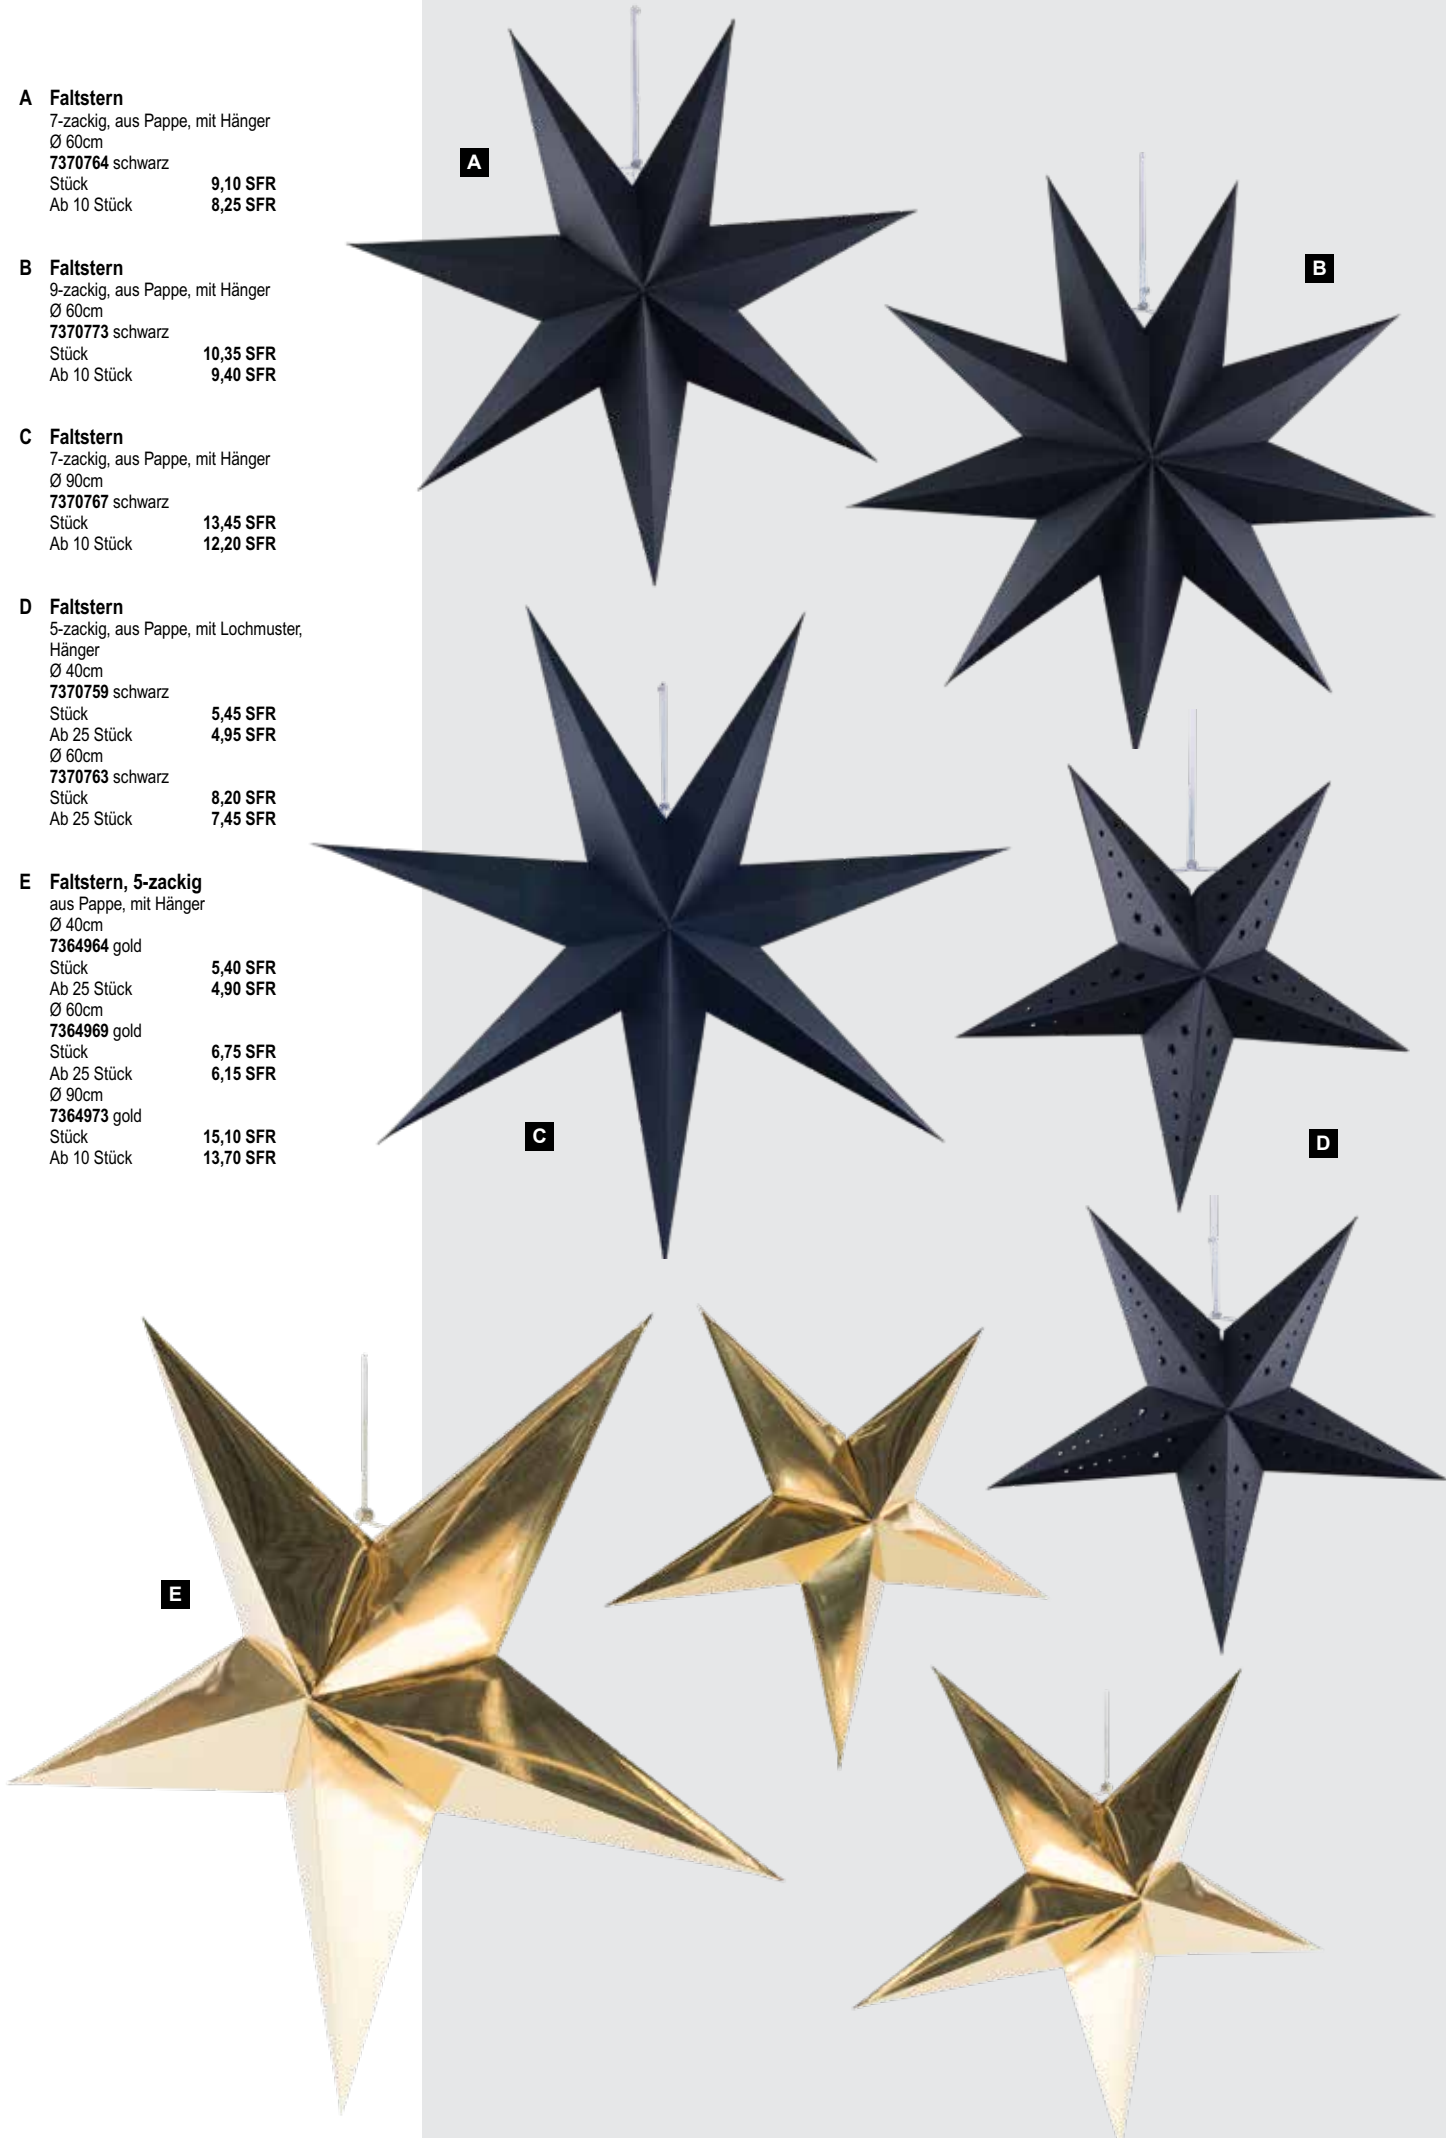 A Faltstern
7-zackig, aus Pappe, mit Hänger
Ø 60cm
7370764 schwarz
Stück 9,10 SFR
Ab 10 Stück 8,25 SFR
B Faltstern
9-zackig, aus Pappe, mit Hänger
Ø 60cm
7370773 schwarz
Stück 10,35 SFR
Ab 10 Stück 9,40 SFR
C Faltstern
7-zackig, aus Pappe, mit Hänger
Ø 90cm
7370767 schwarz
Stück 13,45 SFR
Ab 10 Stück 12,20 SFR
D Faltstern
5-zackig, aus Pappe, mit Lochmuster,
Hänger
Ø 40cm
7370759 schwarz
Stück 5,45 SFR
Ab 25 Stück 4,95 SFR
Ø 60cm
7370763 schwarz
Stück 8,20 SFR
Ab 25 Stück 7,45 SFR
E Faltstern, 5-zackig
aus Pappe, mit Hänger
Ø 40cm
7364964 gold
Stück 5,40 SFR
Ab 25 Stück 4,90 SFR
Ø 60cm
7364969 gold
Stück 6,75 SFR
Ab 25 Stück 6,15 SFR
Ø 90cm
7364973 gold
Stück 15,10 SFR
Ab 10 Stück 13,70 SFR
A
B
C
D
E